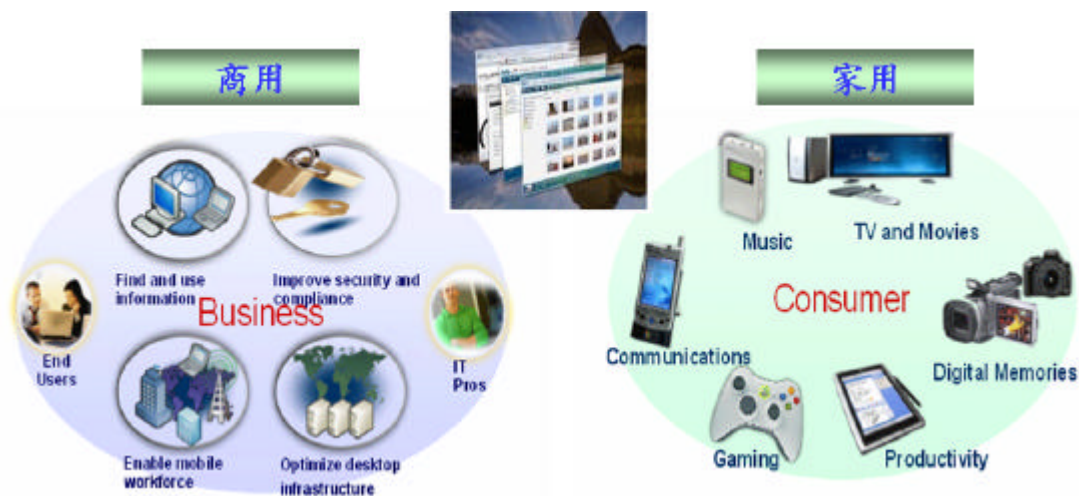 商用
家用
Find and use
information
Improve security and
compliance
Business
End
Users
IT
Pros
Enable mobile
workforce
Optimize desktop
infrastructure
Music
TV and Movies
Consumer
Communications
Digital Memories
Gaming
Productivity